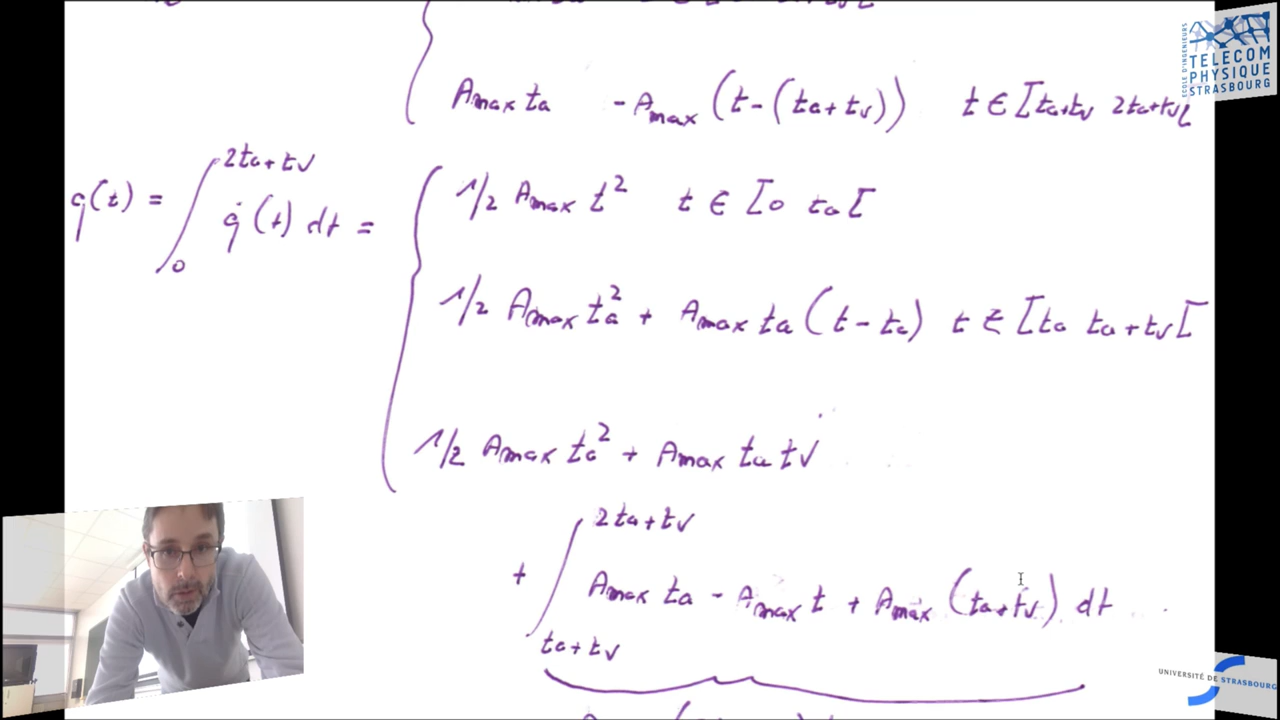 Amax ta - Amax (t - (ta+tv)) t ∈ [ta+tv 2ta+tv[
q(t) = ∫₀^{2ta+tv} q̇(t) dt = { 1/2 Amax t² t ∈ [0 ta[
1/2 Amax ta² + Amax ta (t - ta) t ∈ [ta ta+tv[
1/2 Amax ta² + Amax ta tv
+ ∫_{ta+tv}^{2ta+tv} Amax ta - Amax t + Amax (ta+tv) dt
ECOLE D'INGENIEURS
TELECOM
PHYSIQUE
STRASBOURG
UNIVERSITÉ DE STRASBOURG